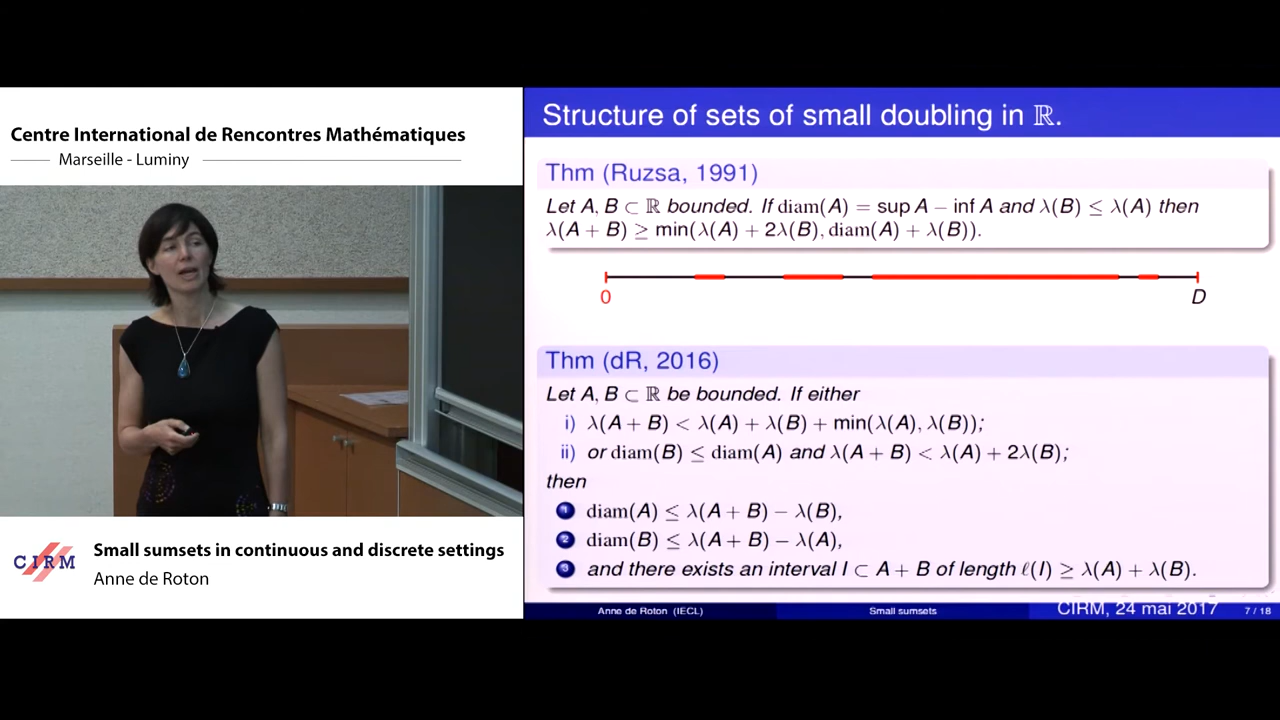 Centre International de Rencontres Mathématiques
Marseille - Luminy
CIRM
Small sumsets in continuous and discrete settings
Anne de Roton
Structure of sets of small doubling in ℝ.
Thm (Ruzsa, 1991)
Let A, B ⊂ ℝ bounded. If diam(A) = sup A − inf A and λ(B) ≤ λ(A) then
λ(A + B) ≥ min(λ(A) + 2λ(B), diam(A) + λ(B)).
0 D
Thm (dR, 2016)
Let A, B ⊂ ℝ be bounded. If either
i) λ(A + B) < λ(A) + λ(B) + min(λ(A), λ(B));
ii) or diam(B) ≤ diam(A) and λ(A + B) < λ(A) + 2λ(B);
then
1 diam(A) ≤ λ(A + B) − λ(B),
2 diam(B) ≤ λ(A + B) − λ(A),
3 and there exists an interval I ⊂ A + B of length ℓ(I) ≥ λ(A) + λ(B).
Anne de Roton (IECL) Small sumsets CIRM, 24 mai 2017 7 / 18